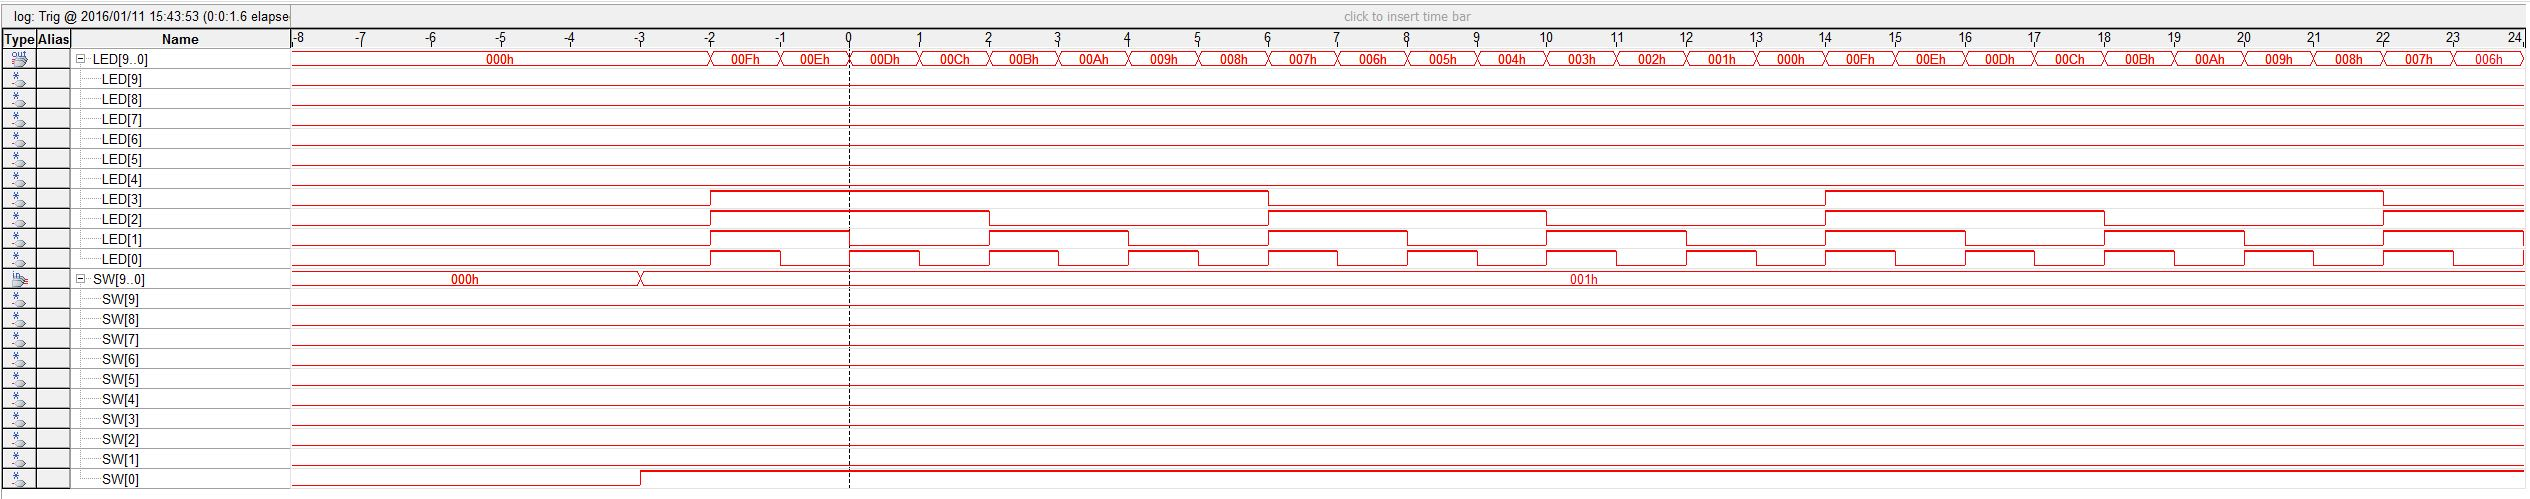 log: Trig @ 2016/01/11 15:43:53 (0:0:1.6 elapse
click to insert time bar
Type Alias Name -8 -7 -6 -5 -4 -3 -2 -1 0 1 2 3 4 5 6 7 8 9 10 11 12 13 14 15 16 17 18 19 20 21 22 23 24
out LED[9..0] 000h 00Fh 00Eh 00Dh 00Ch 00Bh 00Ah 009h 008h 007h 006h 005h 004h 003h 002h 001h 000h 00Fh 00Eh 00Dh 00Ch 00Bh 00Ah 009h 008h 007h 006h
* LED[9]
* LED[8]
* LED[7]
* LED[6]
* LED[5]
* LED[4]
* LED[3]
* LED[2]
* LED[1]
* LED[0]
in SW[9..0] 000h 001h
* SW[9]
* SW[8]
* SW[7]
* SW[6]
* SW[5]
* SW[4]
* SW[3]
* SW[2]
* SW[1]
* SW[0]